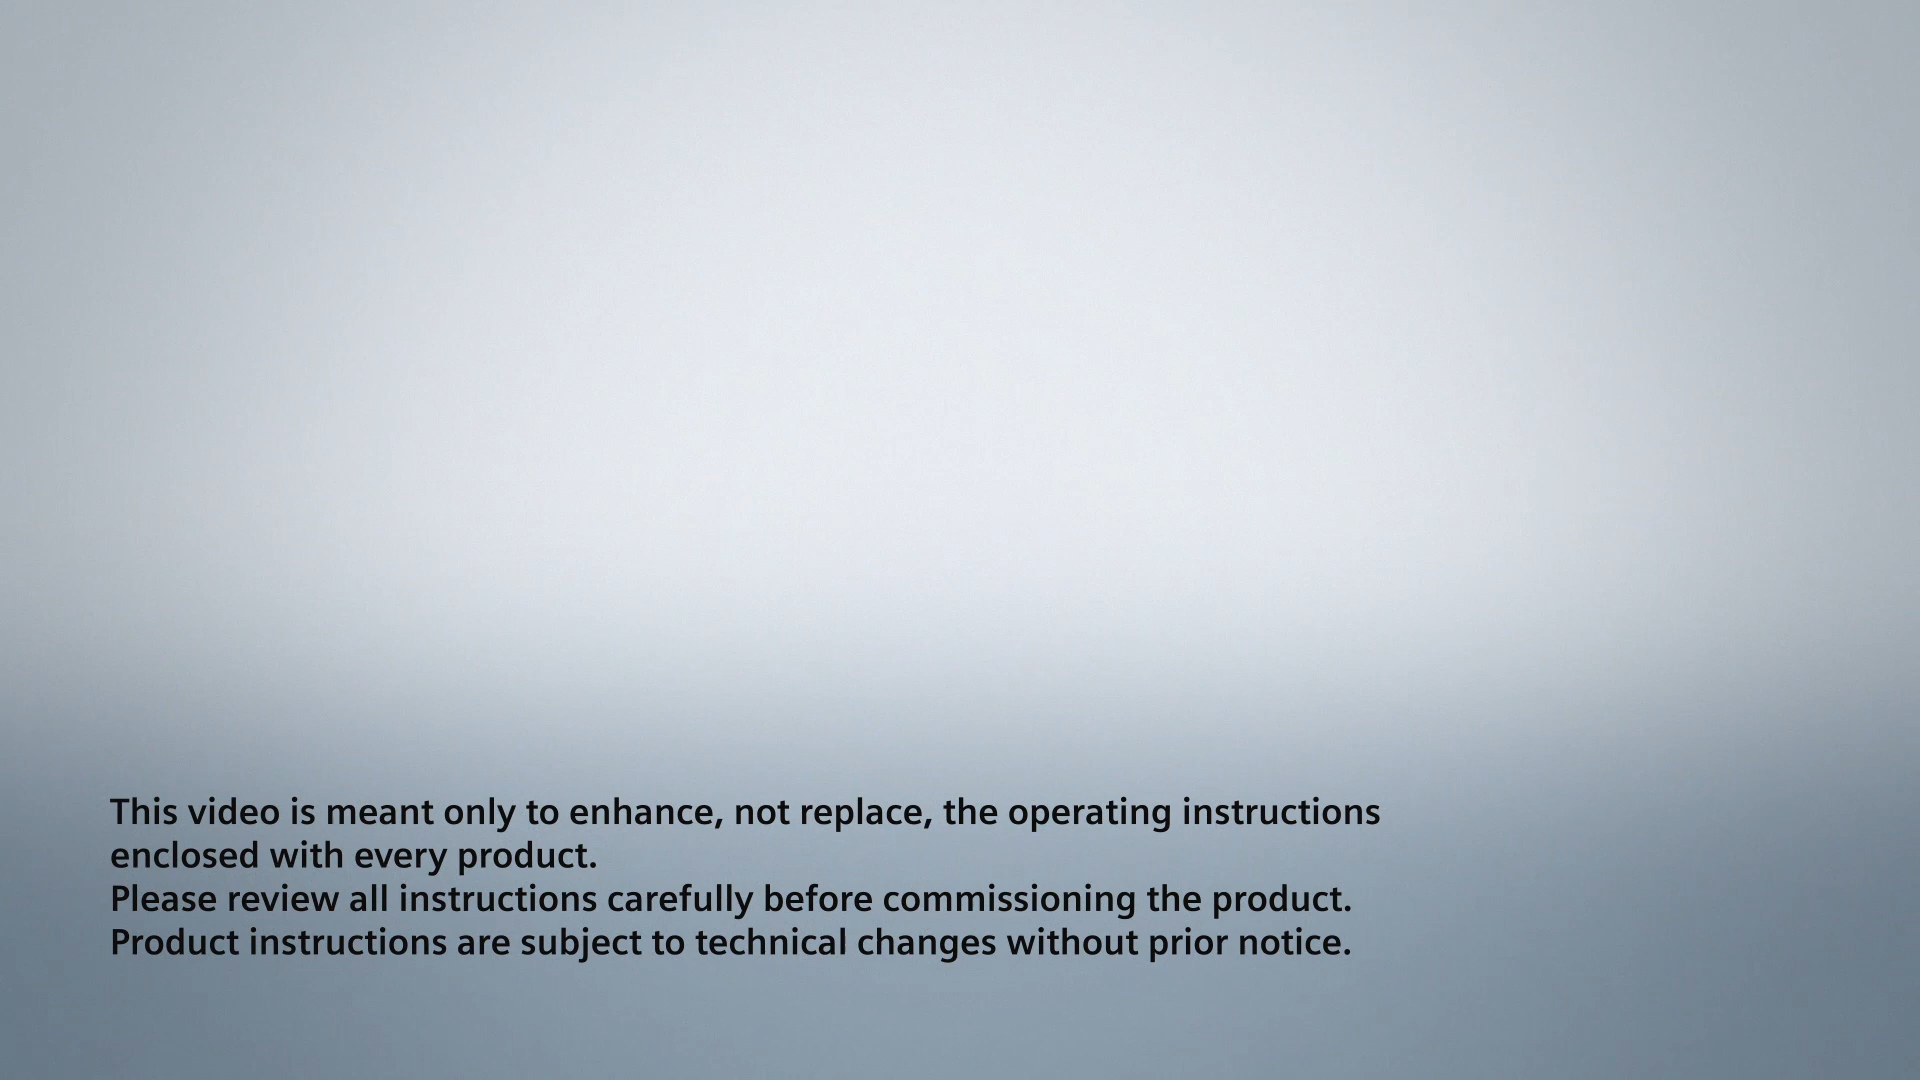 This video is meant only to enhance, not replace, the operating instructions
enclosed with every product.
Please review all instructions carefully before commissioning the product.
Product instructions are subject to technical changes without prior notice.